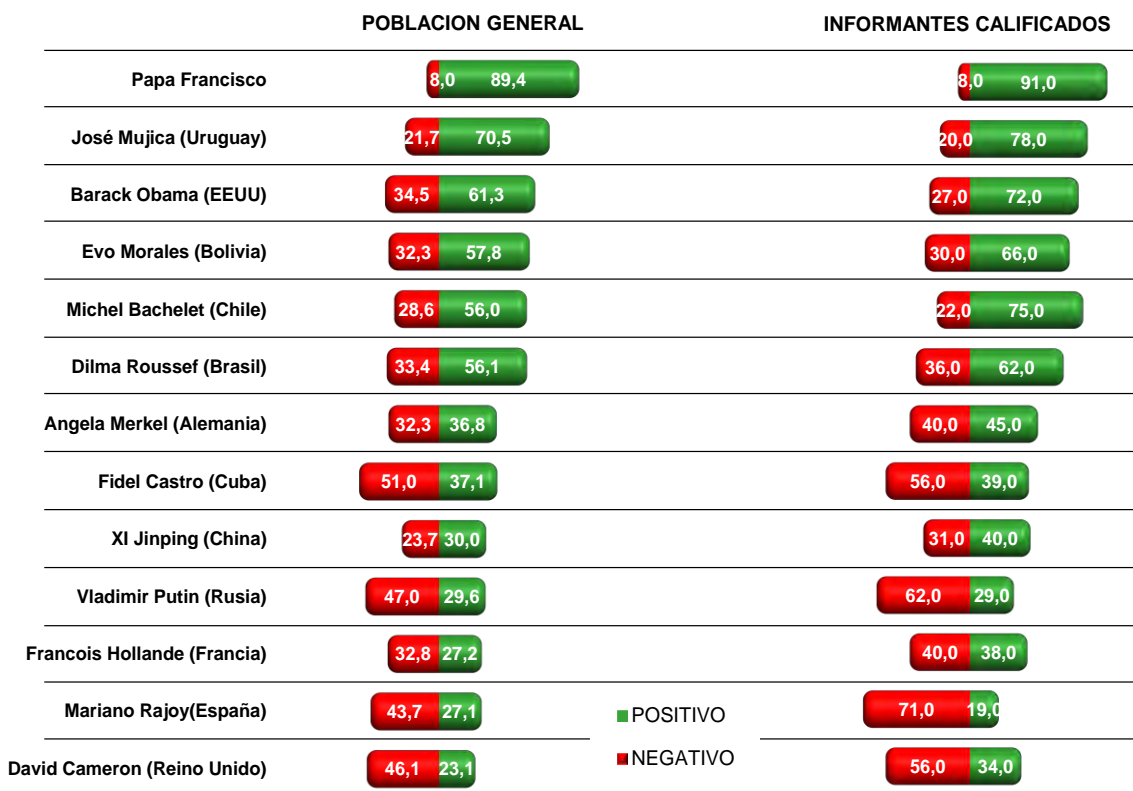 POBLACION GENERAL INFORMANTES CALIFICADOS
Papa Francisco 8,0 89,4 8,0 91,0
José Mujica (Uruguay) 21,7 70,5 20,0 78,0
Barack Obama (EEUU) 34,5 61,3 27,0 72,0
Evo Morales (Bolivia) 32,3 57,8 30,0 66,0
Michel Bachelet (Chile) 28,6 56,0 22,0 75,0
Dilma Roussef (Brasil) 33,4 56,1 36,0 62,0
Angela Merkel (Alemania) 32,3 36,8 40,0 45,0
Fidel Castro (Cuba) 51,0 37,1 56,0 39,0
XI Jinping (China) 23,7 30,0 31,0 40,0
Vladimir Putin (Rusia) 47,0 29,6 62,0 29,0
Francois Hollande (Francia) 32,8 27,2 40,0 38,0
Mariano Rajoy(España) 43,7 27,1 71,0 19,0
POSITIVO
NEGATIVO
David Cameron (Reino Unido) 46,1 23,1 56,0 34,0